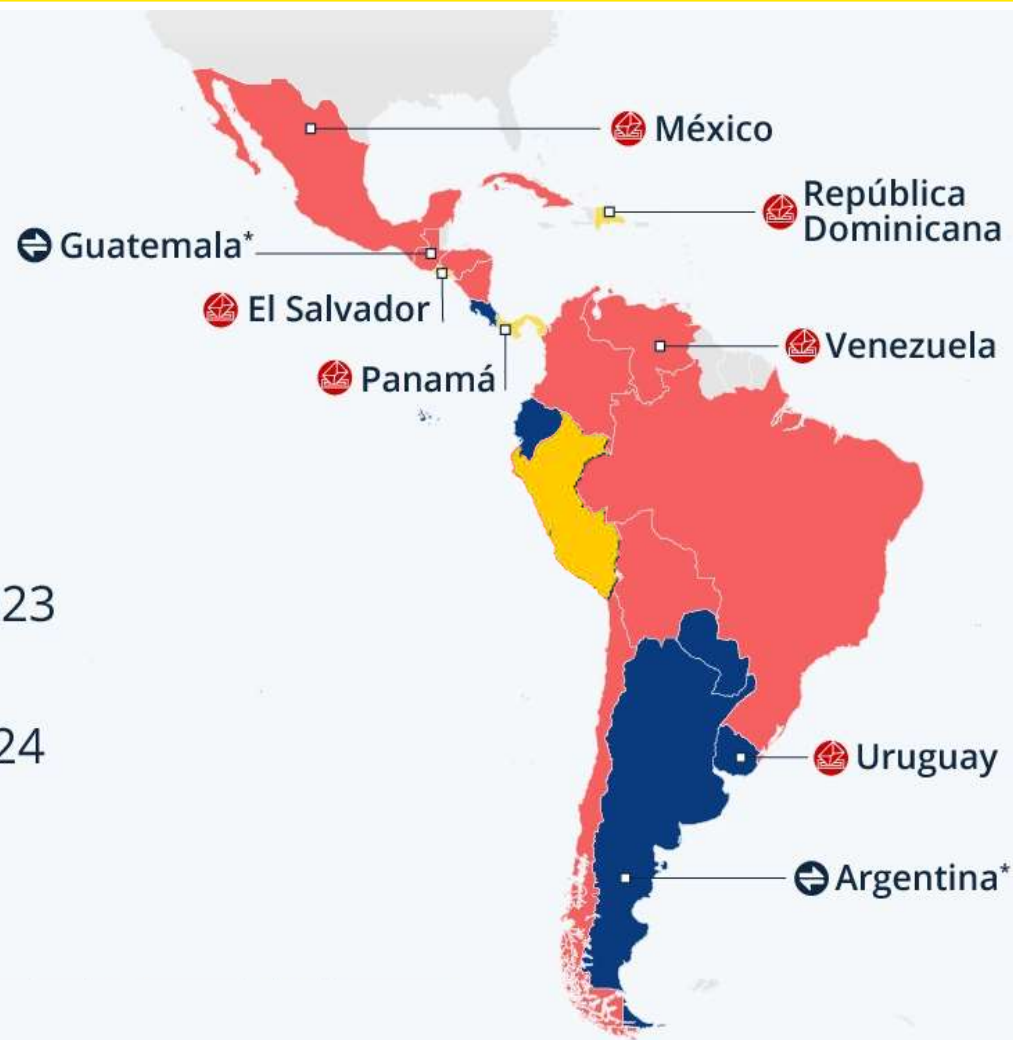 México
República
Dominicana
Guatemala*
El Salvador
Venezuela
Panamá
23
24
Uruguay
Argentina*